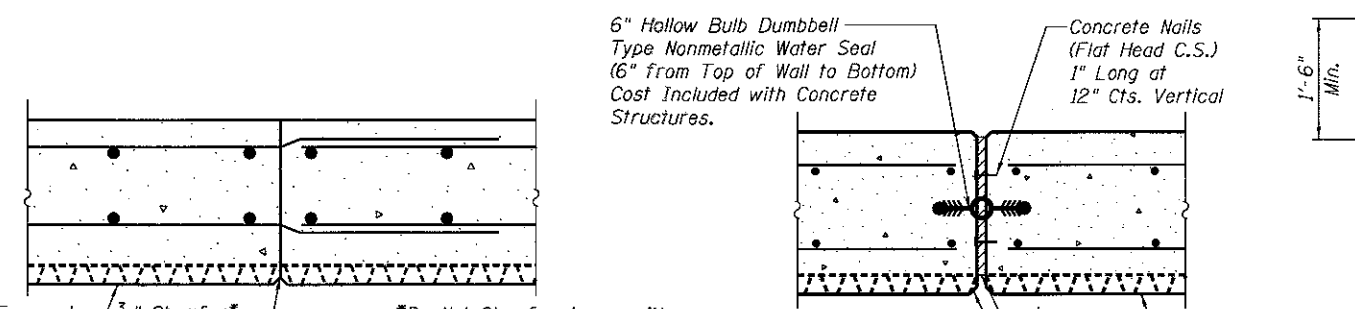 6" Hollow Bulb Dumbbell
Type Nonmetallic Water Seal
(6" from Top of Wall to Bottom)
Cost Included with Concrete
Structures.
Concrete Nails
(Flat Head C.S.)
1" Long at
12" Cts. Vertical
1'-6"
Min.